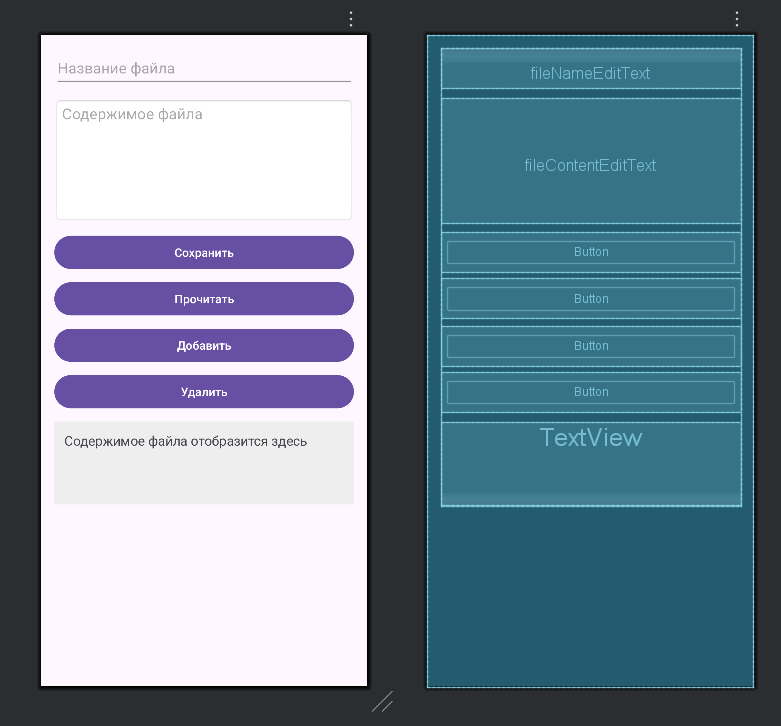 Название файла
Содержимое файла
Сохранить
Прочитать
Добавить
Удалить
Содержимое файла отобразится здесь
fileNameEditText
fileContentEditText
Button
Button
Button
Button
TextView